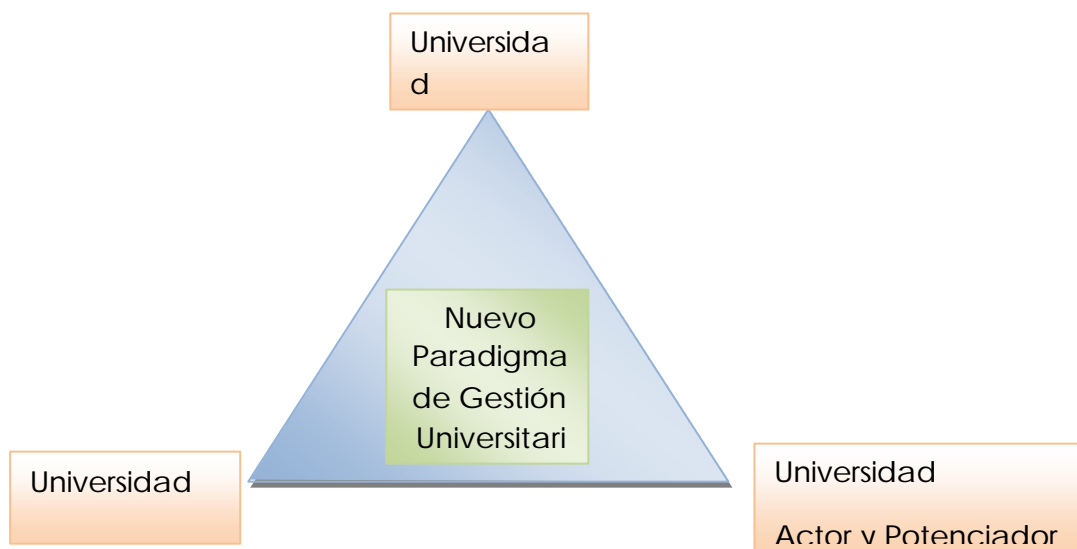 Universida
d
Nuevo
Paradigma
de Gestión
Universitari
Universidad
Universidad
Actor y Potenciador